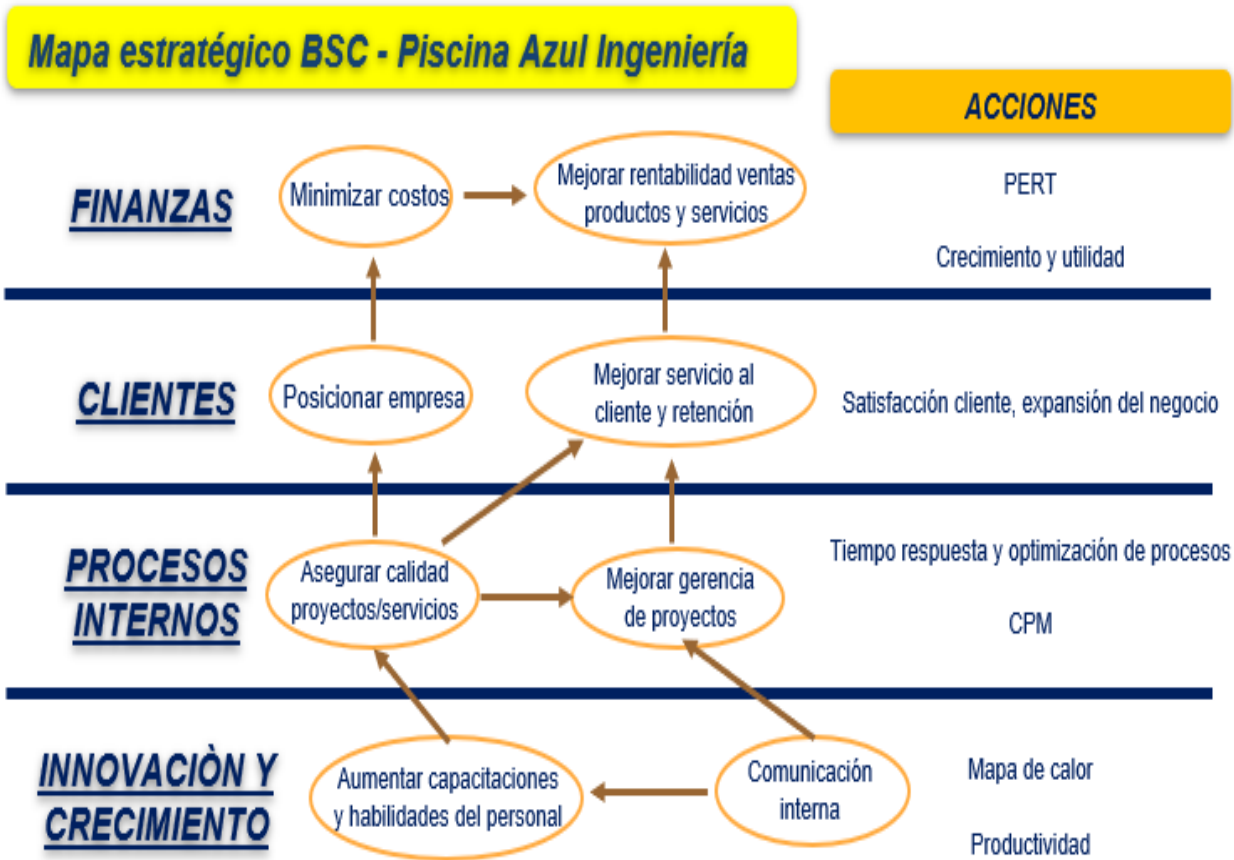 Mapa estratégico BSC - Piscina Azul Ingeniería
ACCIONES
FINANZAS
Minimizar costos
Mejorar rentabilidad ventas
productos y servicios
PERT
Crecimiento y utilidad
CLIENTES
Posicionar empresa
Mejorar servicio al
cliente y retención
Satisfacción cliente, expansión del negocio
PROCESOS
INTERNOS
Asegurar calidad
proyectos/servicios
Mejorar gerencia
de proyectos
Tiempo respuesta y optimización de procesos
CPM
INNOVACIÒN Y
CRECIMIENTO
Aumentar capacitaciones
y habilidades del personal
Comunicación
interna
Mapa de calor
Productividad